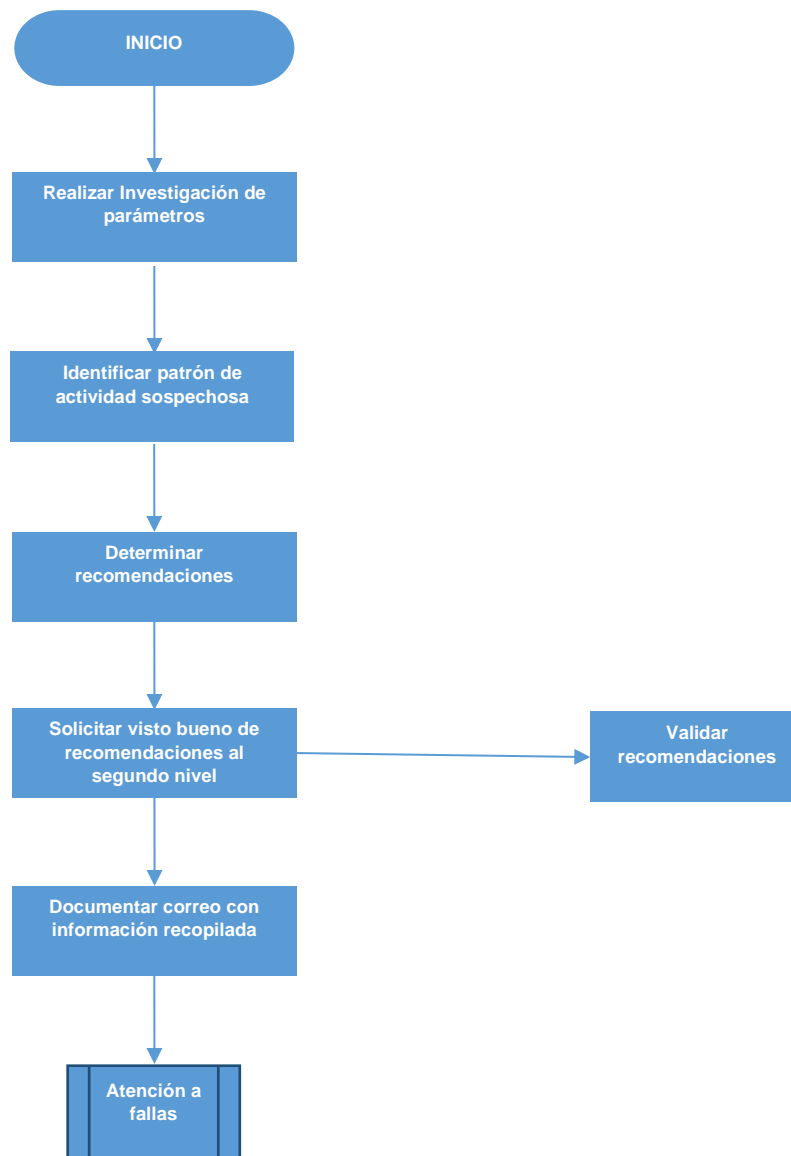 INICIO
Realizar Investigación de
parámetros
Identificar patrón de
actividad sospechosa
Determinar
recomendaciones
Solicitar visto bueno de
recomendaciones al
segundo nivel
Validar
recomendaciones
Documentar correo con
información recopilada
Atención a
fallas